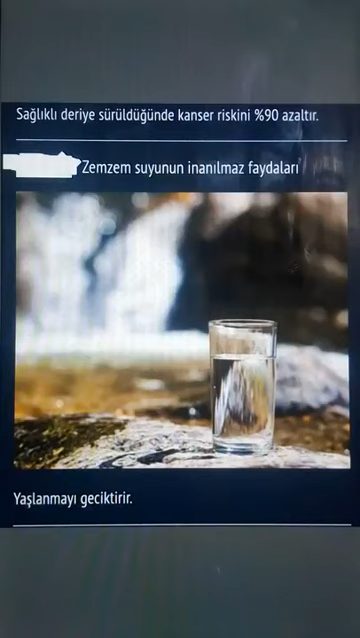 Sağlıklı deriye sürüldüğünde kanser riskini %90 azaltır.
Zemzem suyunun inanılmaz faydaları
Yaşlanmayı geciktirir.